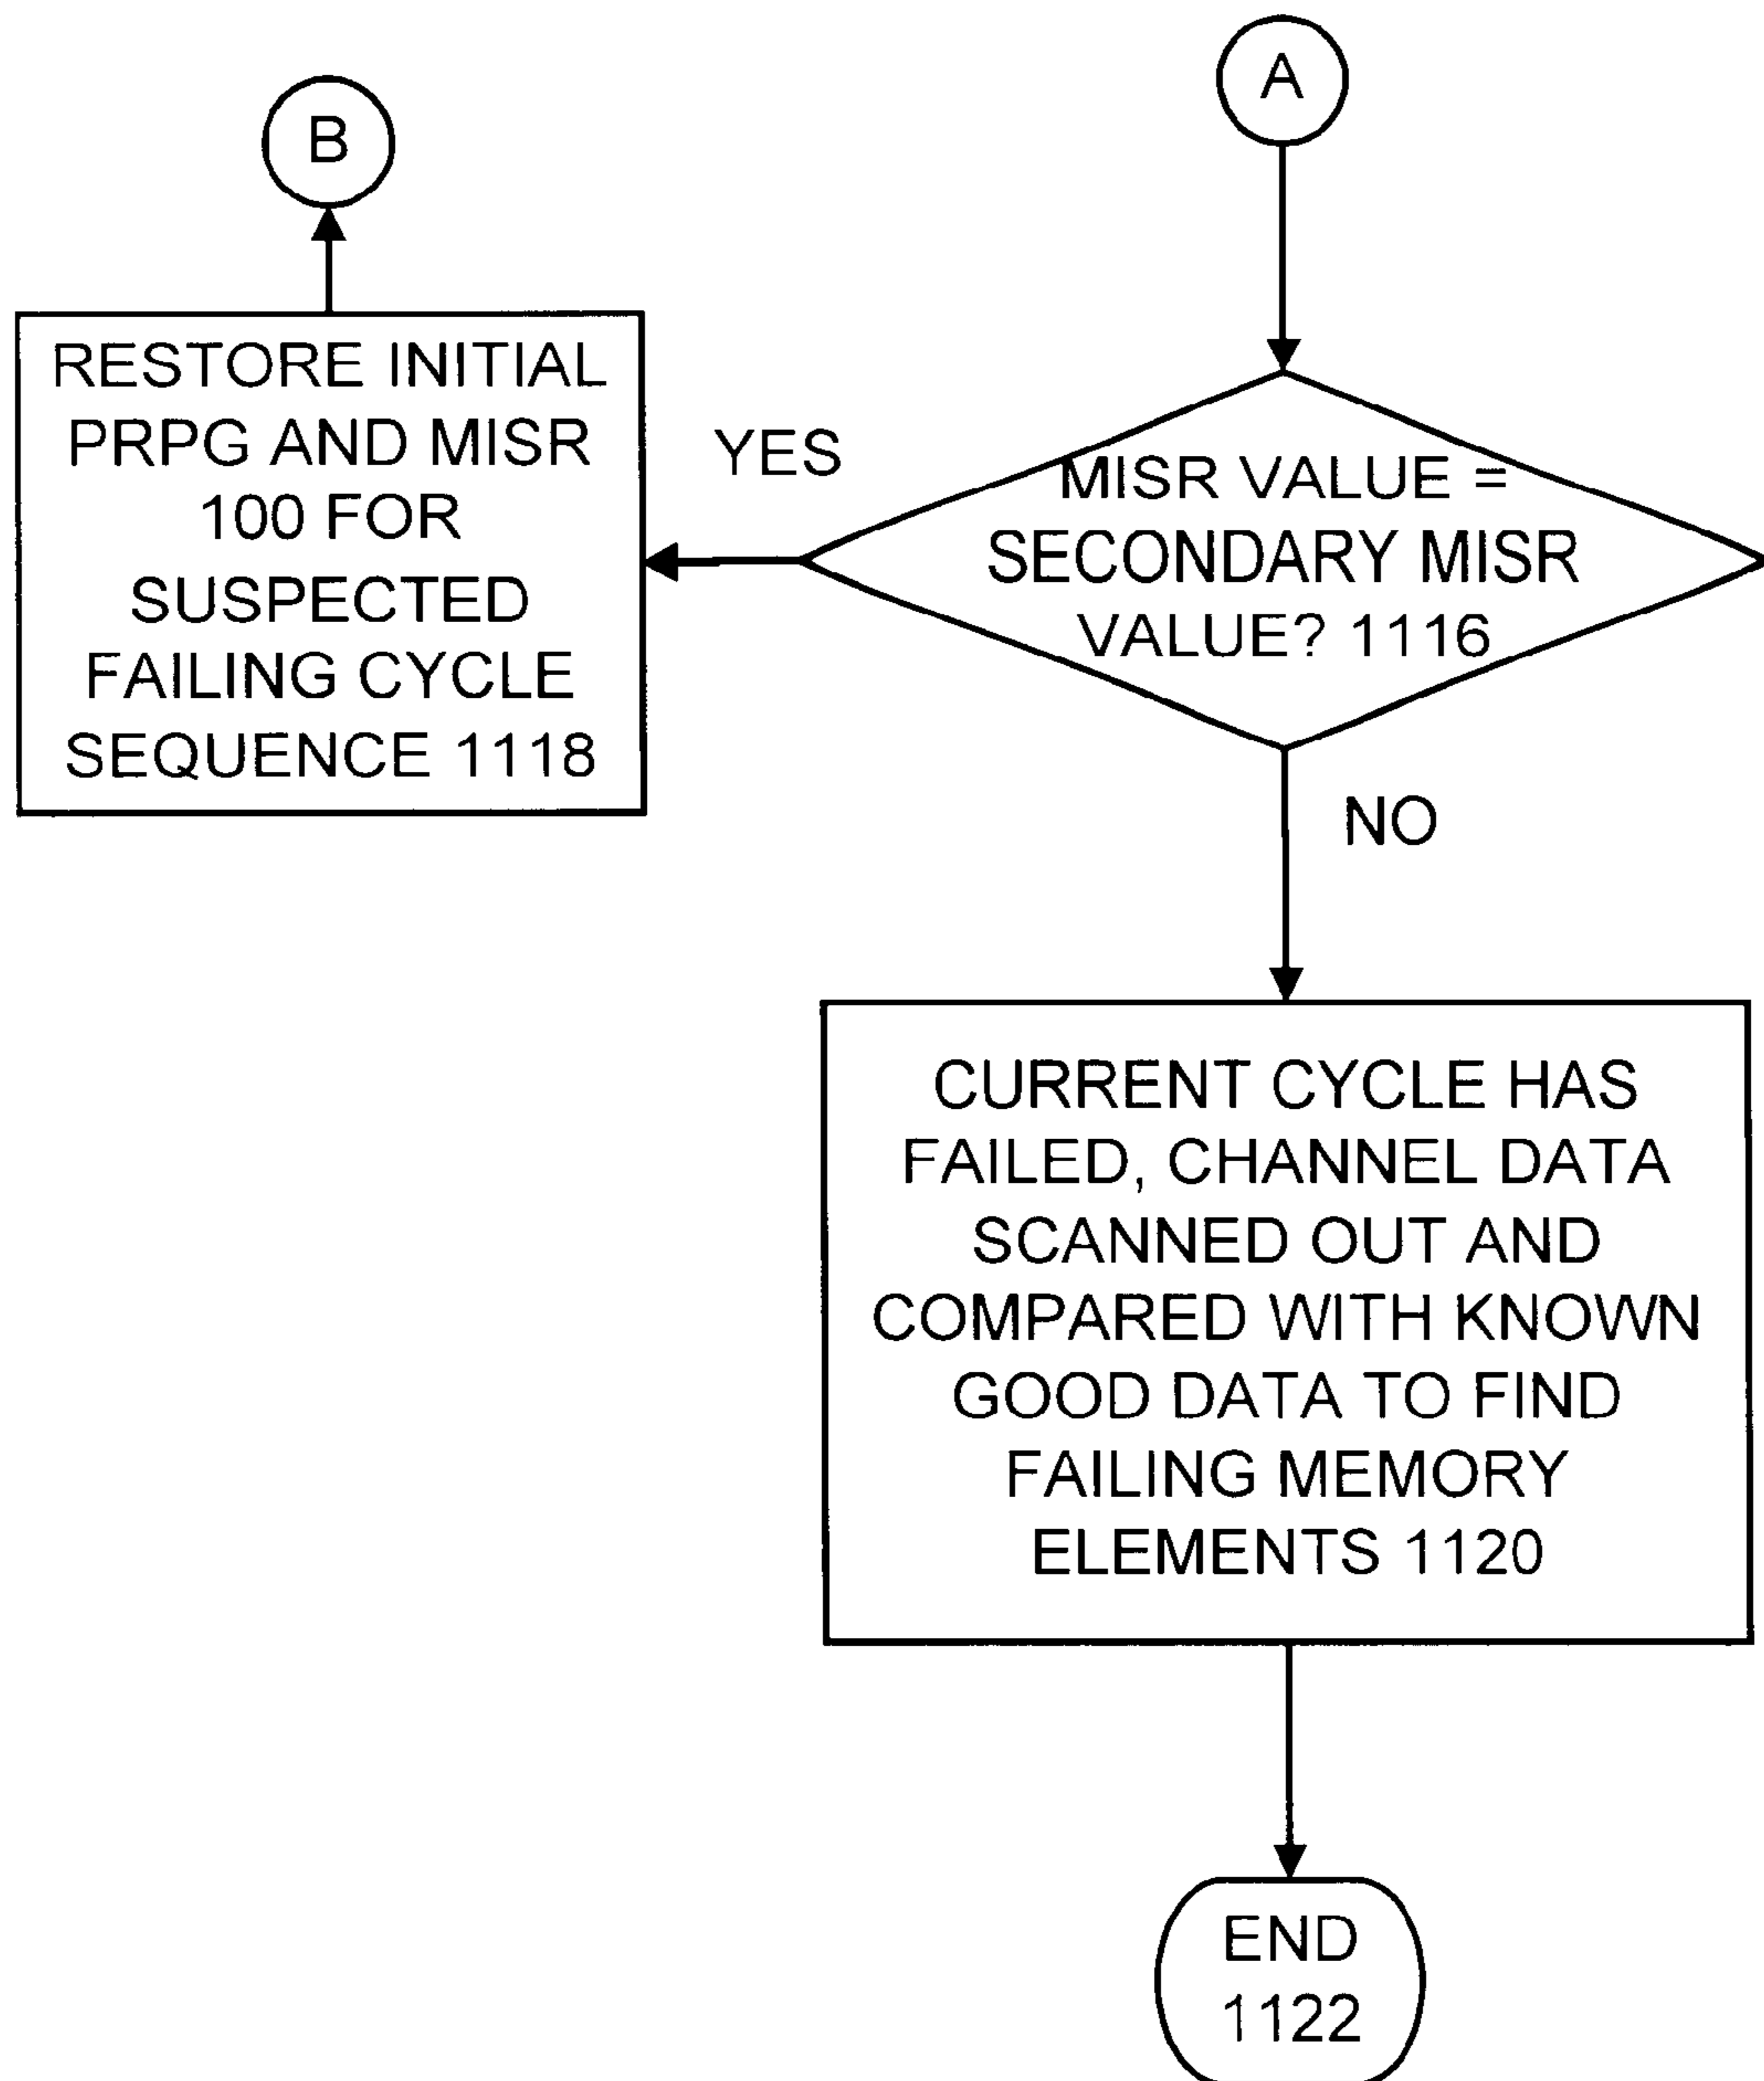 A
B
RESTORE INITIAL
PRPG AND MISR
100 FOR
SUSPECTED
FAILING CYCLE
SEQUENCE 1118
YES
MISR VALUE =
SECONDARY MISR
VALUE? 1116
NO
CURRENT CYCLE HAS
FAILED, CHANNEL DATA
SCANNED OUT AND
COMPARED WITH KNOWN
GOOD DATA TO FIND
FAILING MEMORY
ELEMENTS 1120
END
1122